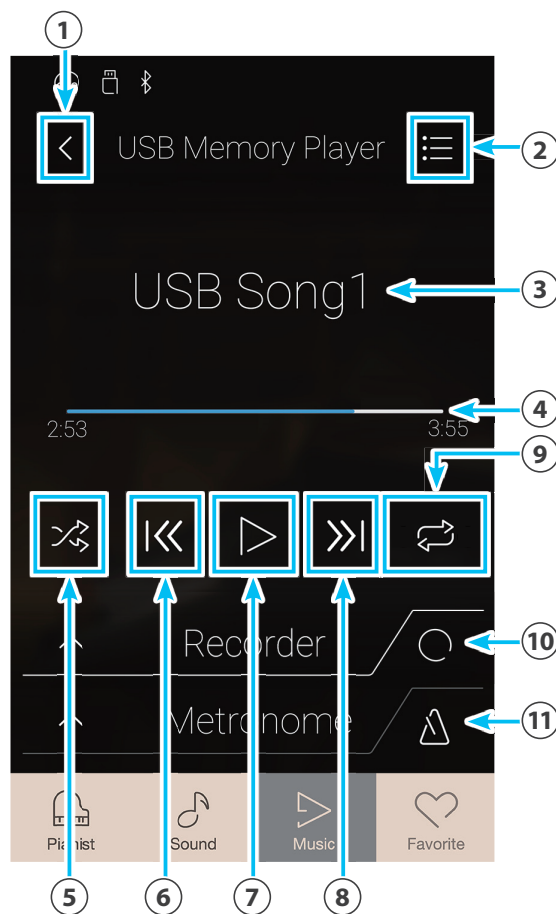 1
USB Memory Player
2
USB Song1
3
4
2:53 3:55
9
Recorder
10
Metronome
11
Pianist Sound Music Favorite
5 6 7 8